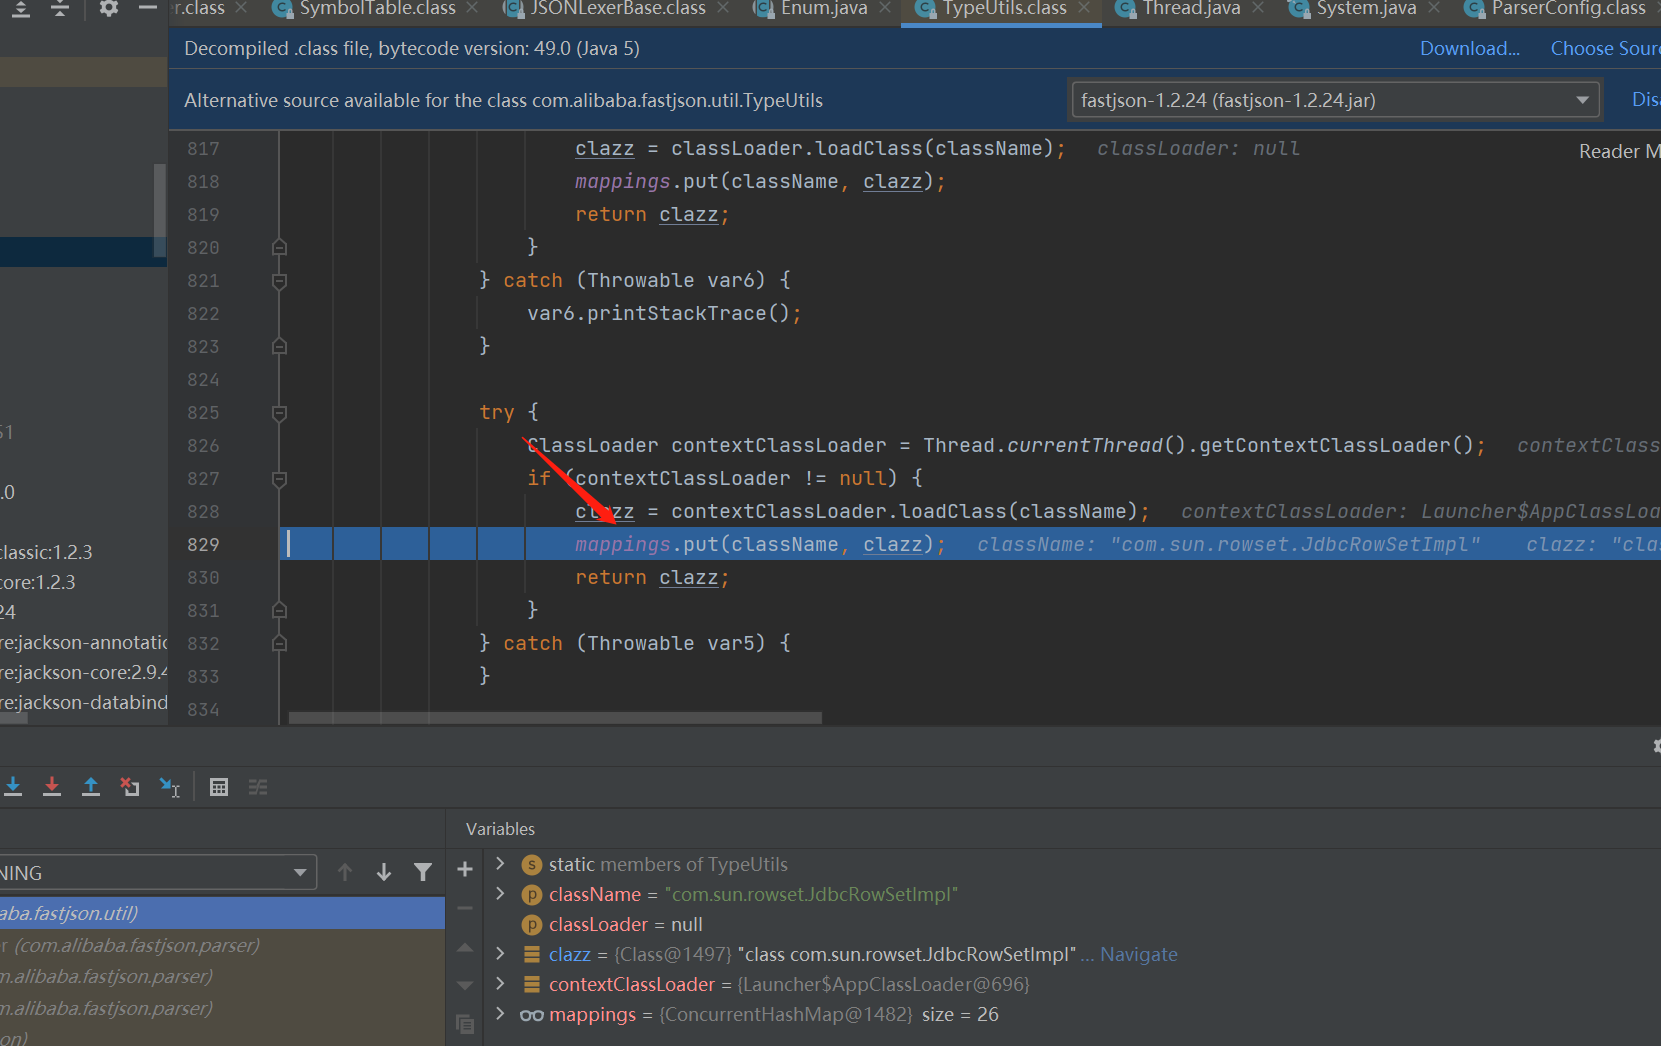 r.class SymbolTable.class JSONLexerBase.class Enum.java TypeUtils.class Thread.java System.java ParserConfig.class
Decompiled .class file, bytecode version: 49.0 (Java 5) Download... Choose Sour
Alternative source available for the class com.alibaba.fastjson.util.TypeUtils fastjson-1.2.24 (fastjson-1.2.24.jar) Dis
Reader M
817 clazz = classLoader.loadClass(className); classLoader: null
818 mappings.put(className, clazz);
819 return clazz;
820 }
821 } catch (Throwable var6) {
822 var6.printStackTrace();
823 }
824
825 try {
826 ClassLoader contextClassLoader = Thread.currentThread().getContextClassLoader(); contextClass
827 if (contextClassLoader != null) {
828 clazz = contextClassLoader.loadClass(className); contextClassLoader: Launcher$AppClassLoa
829 mappings.put(className, clazz); className: "com.sun.rowset.JdbcRowSetImpl" clazz: "clas
830 return clazz;
831 }
832 } catch (Throwable var5) {
833 }
834
51
.0
classic:1.2.3
core:1.2.3
24
re:jackson-annotatio
re:jackson-core:2.9.4
re:jackson-databind
Variables
NING
aba.fastjson.util)
r (com.alibaba.fastjson.parser)
m.alibaba.fastjson.parser)
m.alibaba.fastjson.parser)
on)
static members of TypeUtils
className = "com.sun.rowset.JdbcRowSetImpl"
classLoader = null
clazz = {Class@1497} "class com.sun.rowset.JdbcRowSetImpl" ... Navigate
contextClassLoader = {Launcher$AppClassLoader@696}
mappings = {ConcurrentHashMap@1482} size = 26